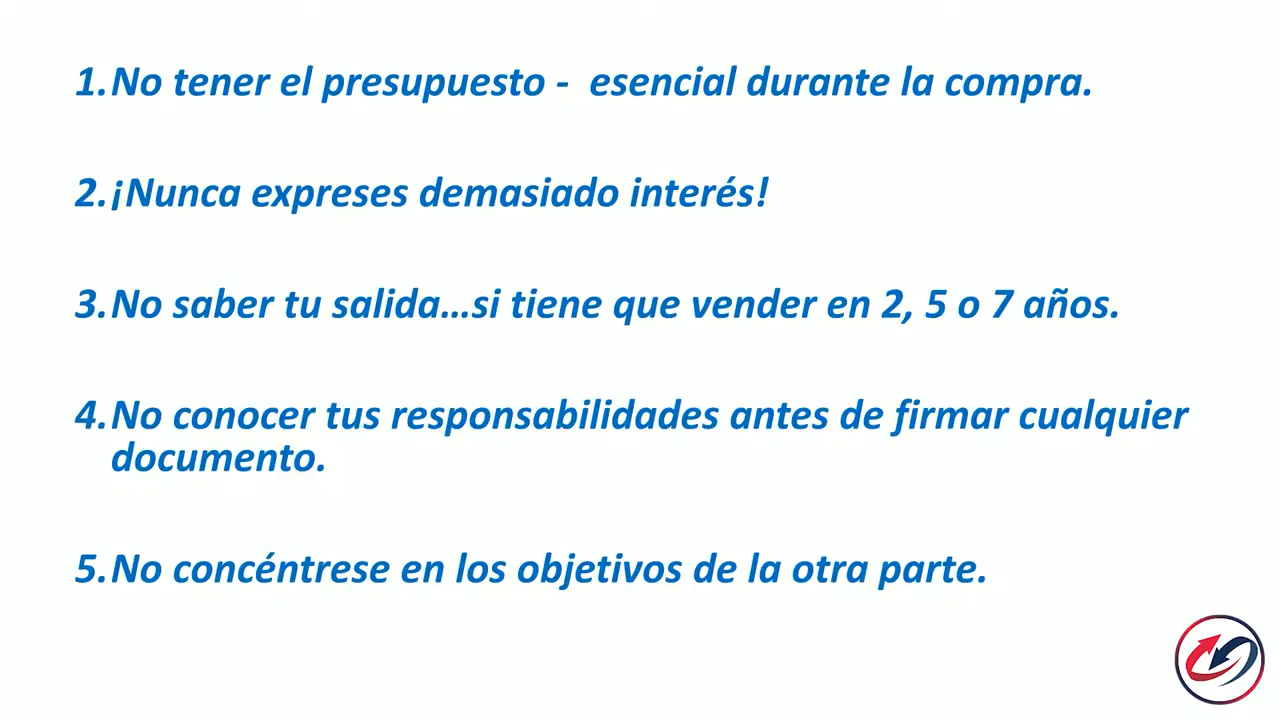 1.No tener el presupuesto - esencial durante la compra.
2.¡Nunca expreses demasiado interés!
3.No saber tu salida...si tiene que vender en 2, 5 o 7 años.
4.No conocer tus responsabilidades antes de firmar cualquier
documento.
5.No concéntrese en los objetivos de la otra parte.